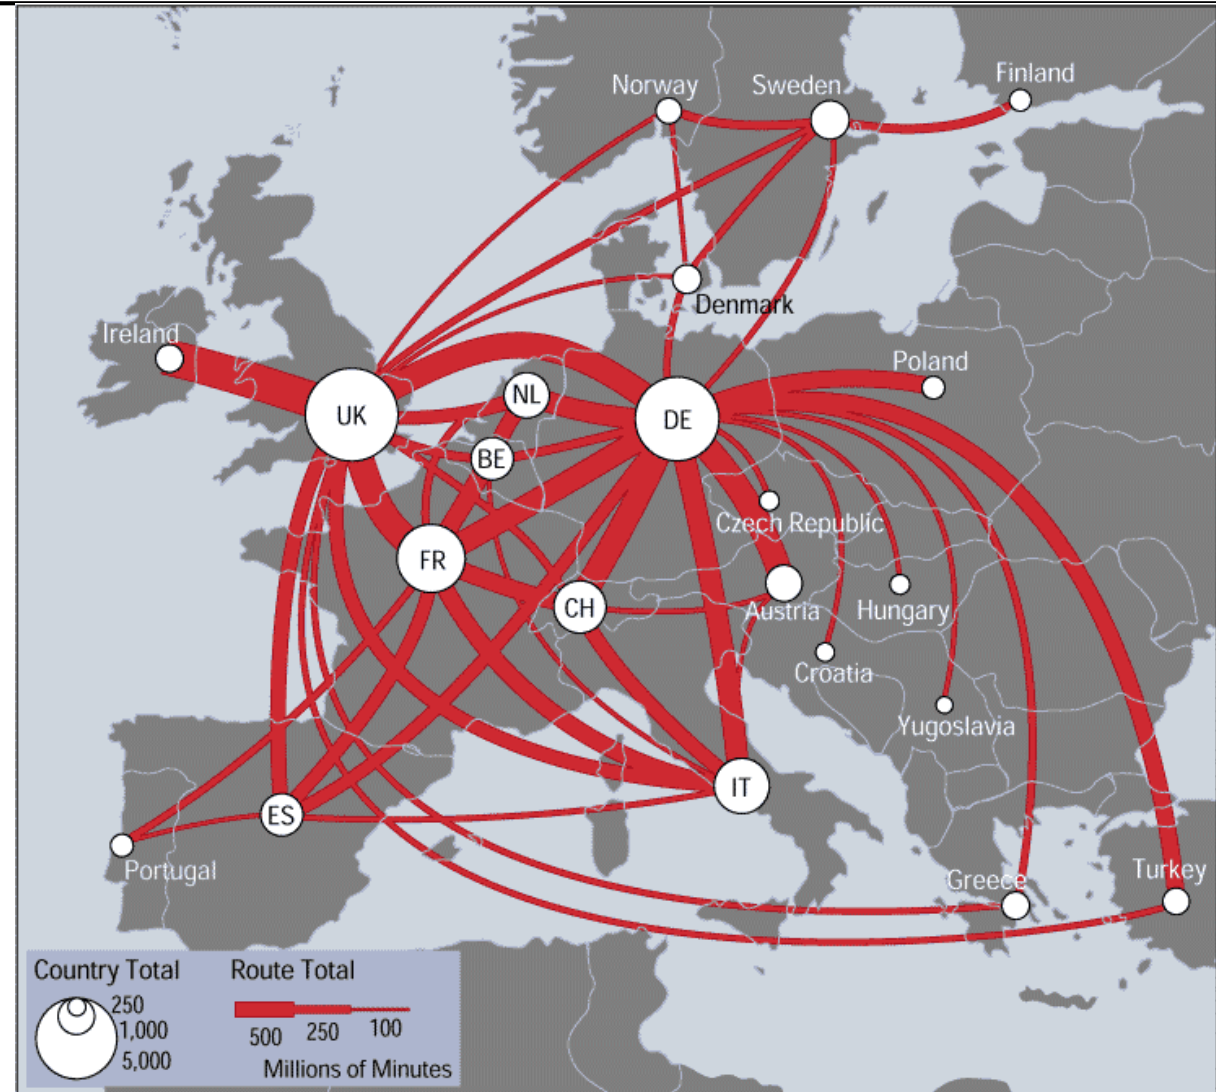 Norway
Sweden
Finland
Denmark
Ireland
Poland
UK
NL
DE
BE
Czech Republic
FR
CH
Austria
Hungary
Croatia
Yugoslavia
IT
ES
Portugal
Greece
Turkey
Country Total
250
1,000
5,000
Route Total
500
250
100
Millions of Minutes